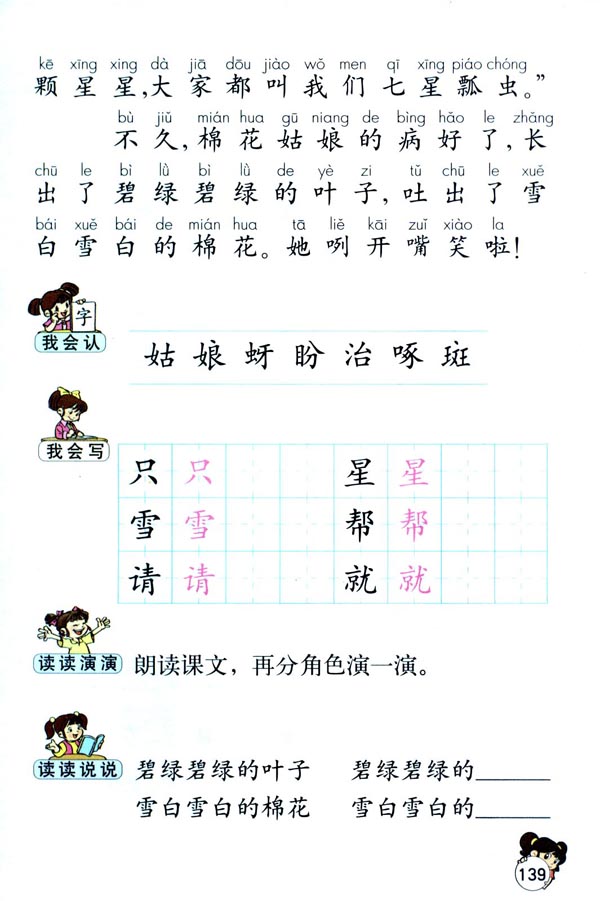 kē xīng xing dà jiā dōu jiào wǒ men qī xīng piáo chóng
颗星星,大家都叫我们七星瓢虫。”
bù jiǔ mián hua gū niang de bìng hǎo le zhǎng
不久,棉花姑娘的病好了,长
chū le bì lǜ bì lǜ de yè zi tǔ chū le xuě
出了碧绿碧绿的叶子,吐出了雪
bái xuě bái de mián hua tā liě kāi zuǐ xiào la
白雪白的棉花。她咧开嘴笑啦!
字
我会认
姑娘蚜盼治啄斑
我会写
只只 星星
雪雪 帮帮
请请 就就
读读演演 朗读课文，再分角色演一演。
读读说说 碧绿碧绿的叶子 碧绿碧绿的______
雪白雪白的棉花 雪白雪白的______
139